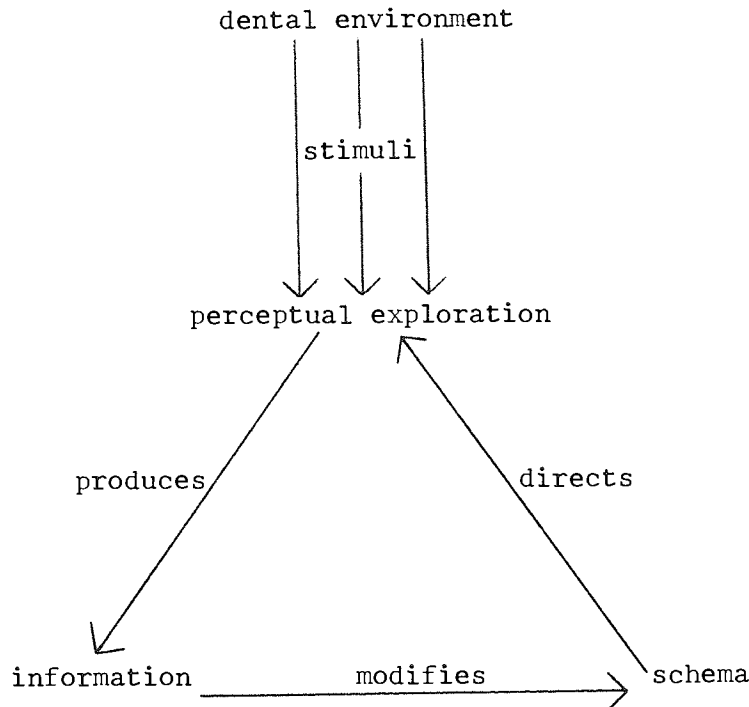 dental environment
stimuli
perceptual exploration
produces
directs
information
modifies
schema